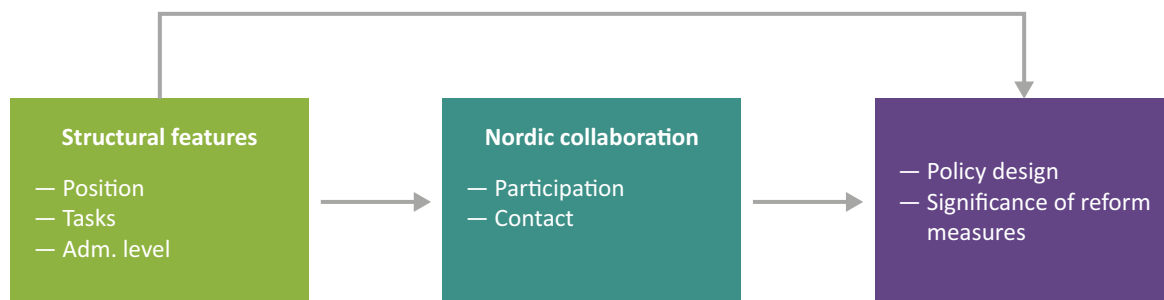 Structural features
— Position
— Tasks
— Adm. level
Nordic collaboration
— Participation
— Contact
— Policy design
— Significance of reform
measures